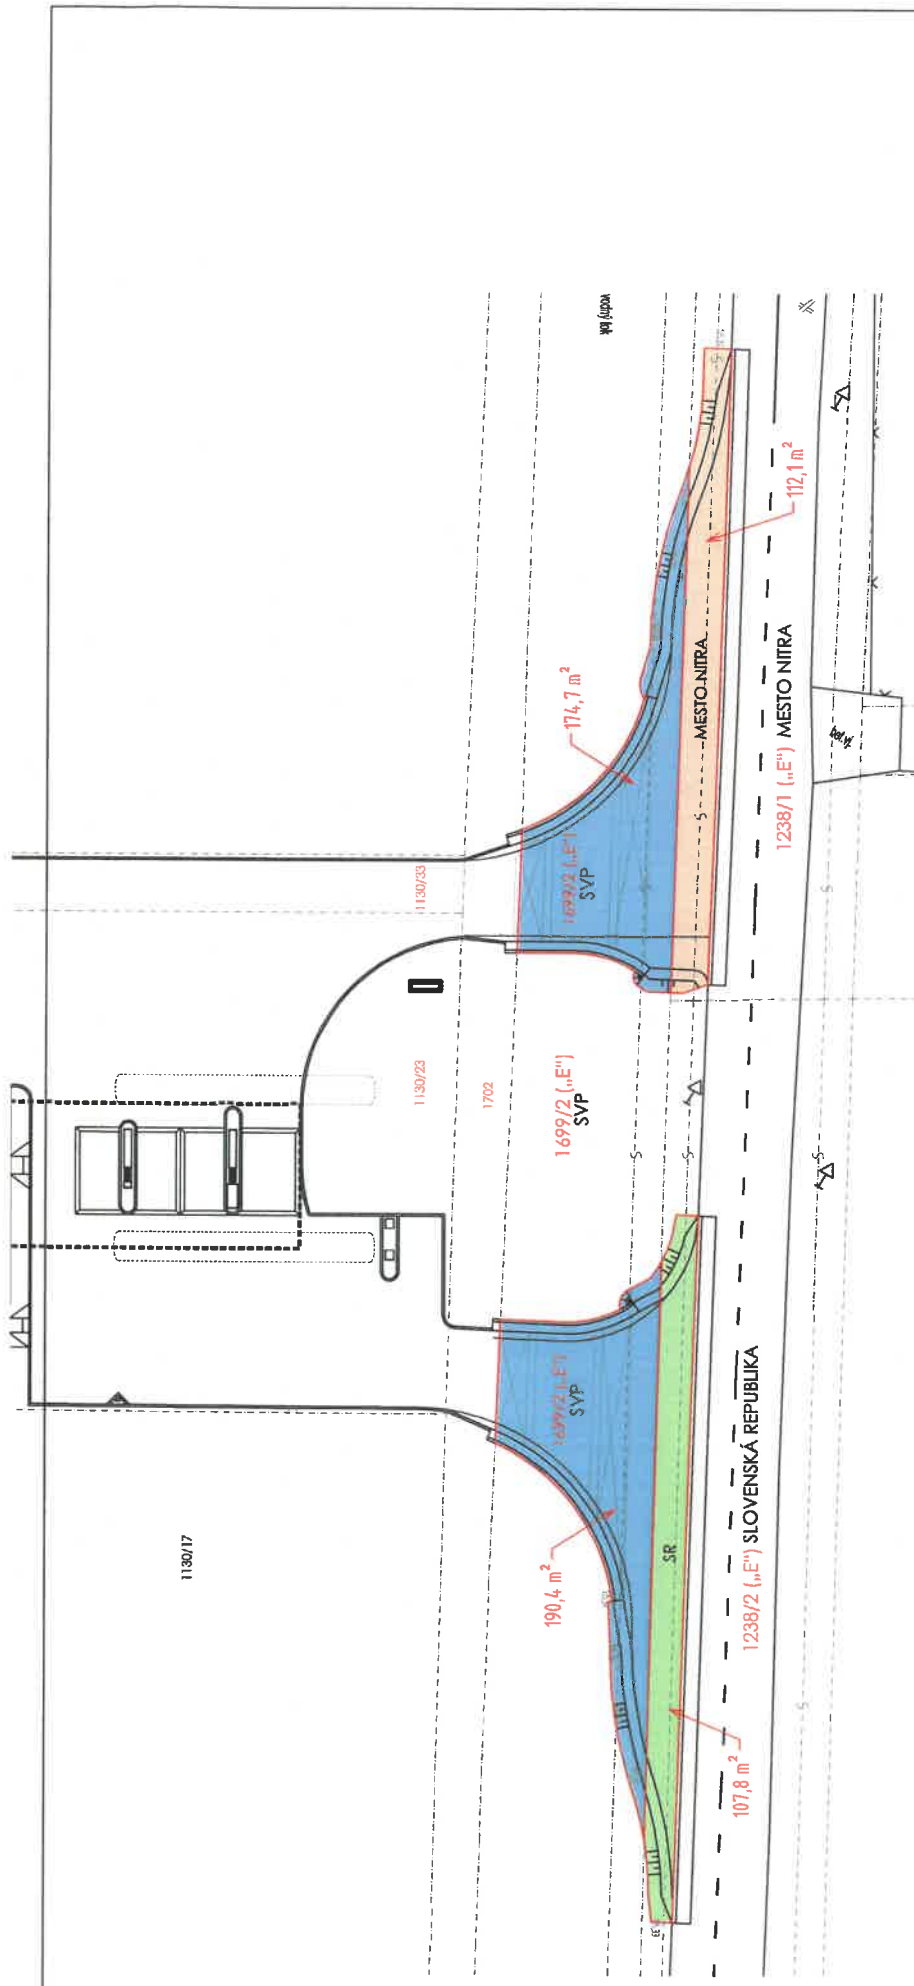 vodný tok
112,1 m²
MESTO NITRA
1238/1 („E“) MESTO NITRA
174,7 m²
1699/2 („E“)
SVP
bet.vj.
1130/33
1130/23
1702
1699/2 („E“)
SVP
1699/2 („E“)
SVP
190,4 m²
SR
1238/2 („E“) SLOVENSKÁ REPUBLIKA
107,8 m²
1130/17